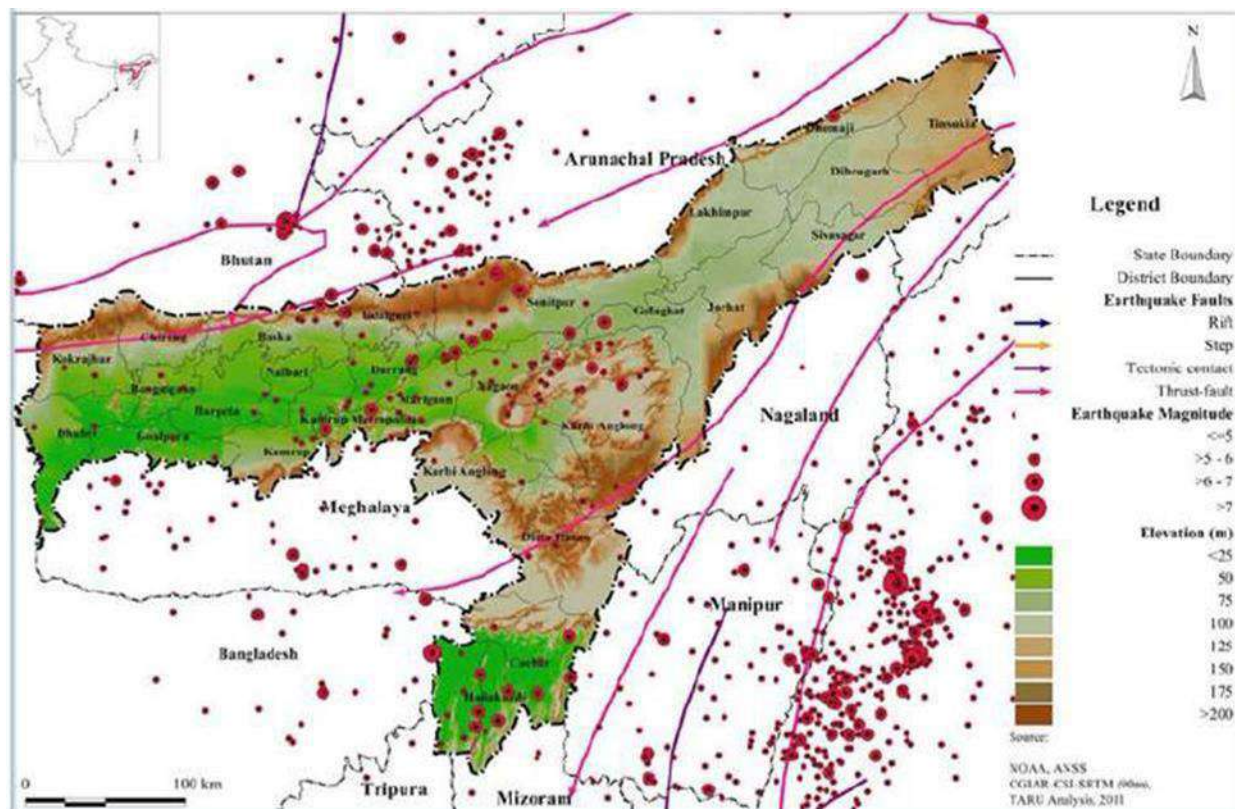 N
Arunachal Pradesh
Dhemaji
Tinsukia
Dibrugarh
Lakhimpur
Sivasagar
Bhutan
Sonitpur
Jorhat
Golaghat
Chirang
Baska
Kokrajhar
Nalbari
Darrang
Nagaon
Barpeta
Marigaon
Kamrup Metropolitan
Nagaland
Dhubri
Goalpara
Kamrup
Karbi Anglong
Karbi Anglong
Meghalaya
Dima Hasao
Manipur
Bangladesh
Cachar
Hailakandi
Tripura
Mizoram
0 100 km
Legend
State Boundary
District Boundary
Earthquake Faults
Rift
Step
Tectonic contact
Thrust-fault
Earthquake Magnitude
<=5
>5 - 6
>6 - 7
>7
Elevation (m)
<25
50
75
100
125
150
175
>200
Source:
NOAA, ANSS
CGIAR-CSI-SRTM (90m),
TARU Analysis, 2011